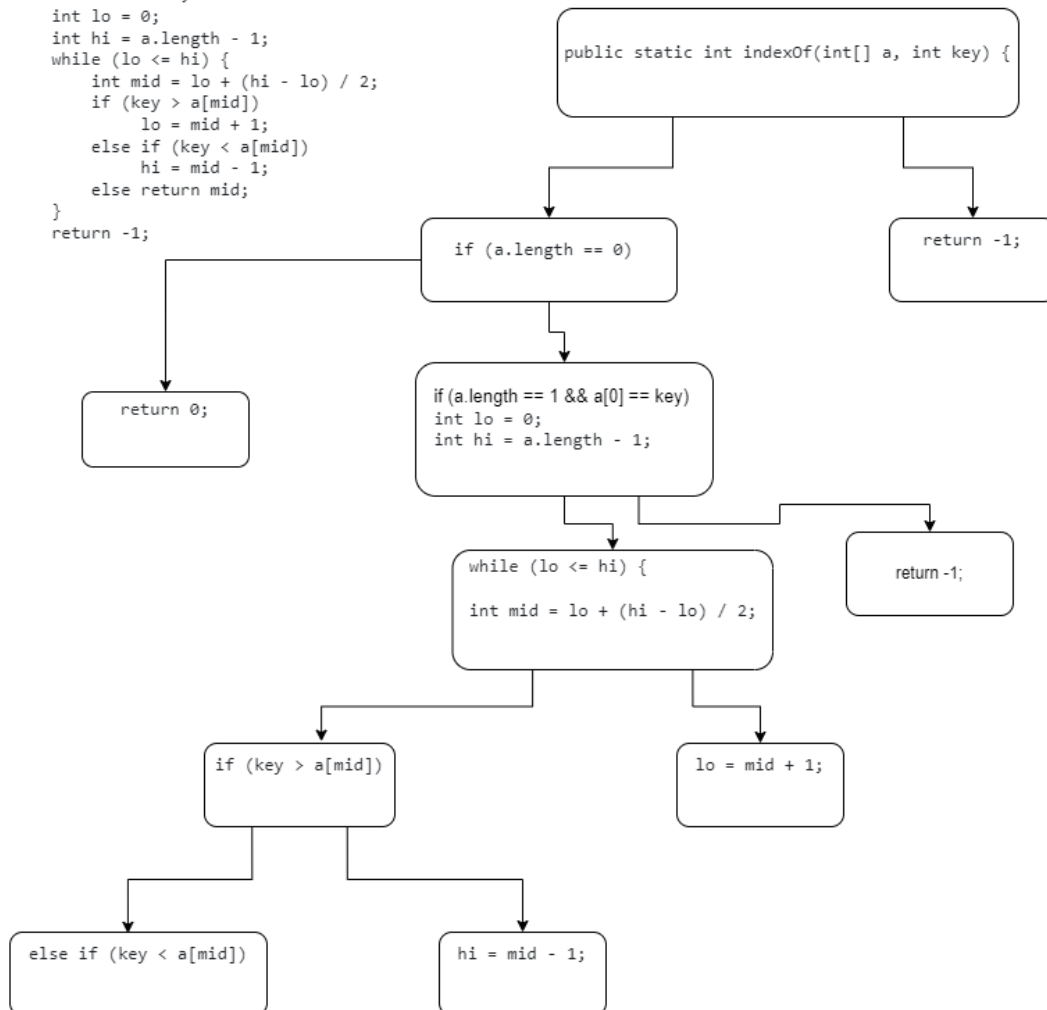 int lo = 0;
int hi = a.length - 1;
while (lo <= hi) {
int mid = lo + (hi - lo) / 2;
if (key > a[mid])
lo = mid + 1;
else if (key < a[mid])
hi = mid - 1;
else return mid;
}
return -1;
public static int indexOf(int[] a, int key) {
if (a.length == 0)
return -1;
return 0;
if (a.length == 1 && a[0] == key)
int lo = 0;
int hi = a.length - 1;
while (lo <= hi) {
int mid = lo + (hi - lo) / 2;
return -1;
if (key > a[mid])
lo = mid + 1;
else if (key < a[mid])
hi = mid - 1;